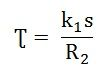 Ʈ = k₁s / R₂